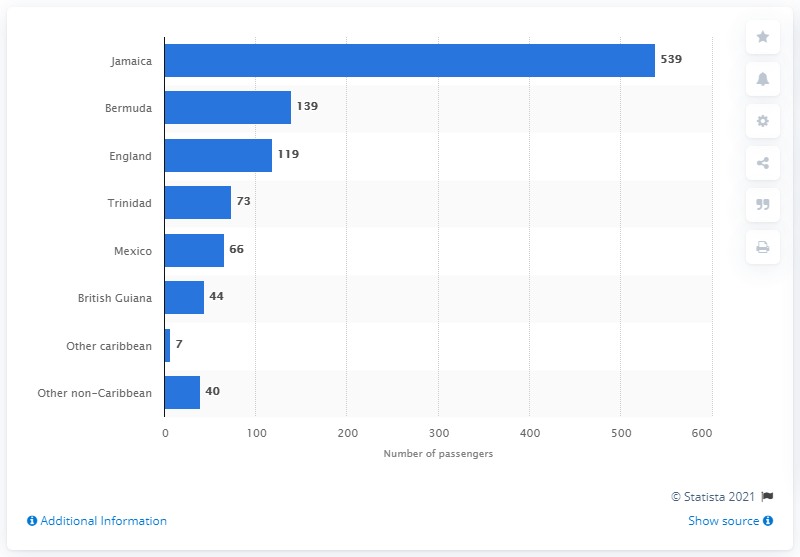 Jamaica 539
Bermuda 139
England 119
Trinidad 73
Mexico 66
British Guiana 44
Other caribbean 7
Other non-Caribbean 40
0 100 200 300 400 500 600
Number of passengers
© Statista 2021
Additional Information Show source